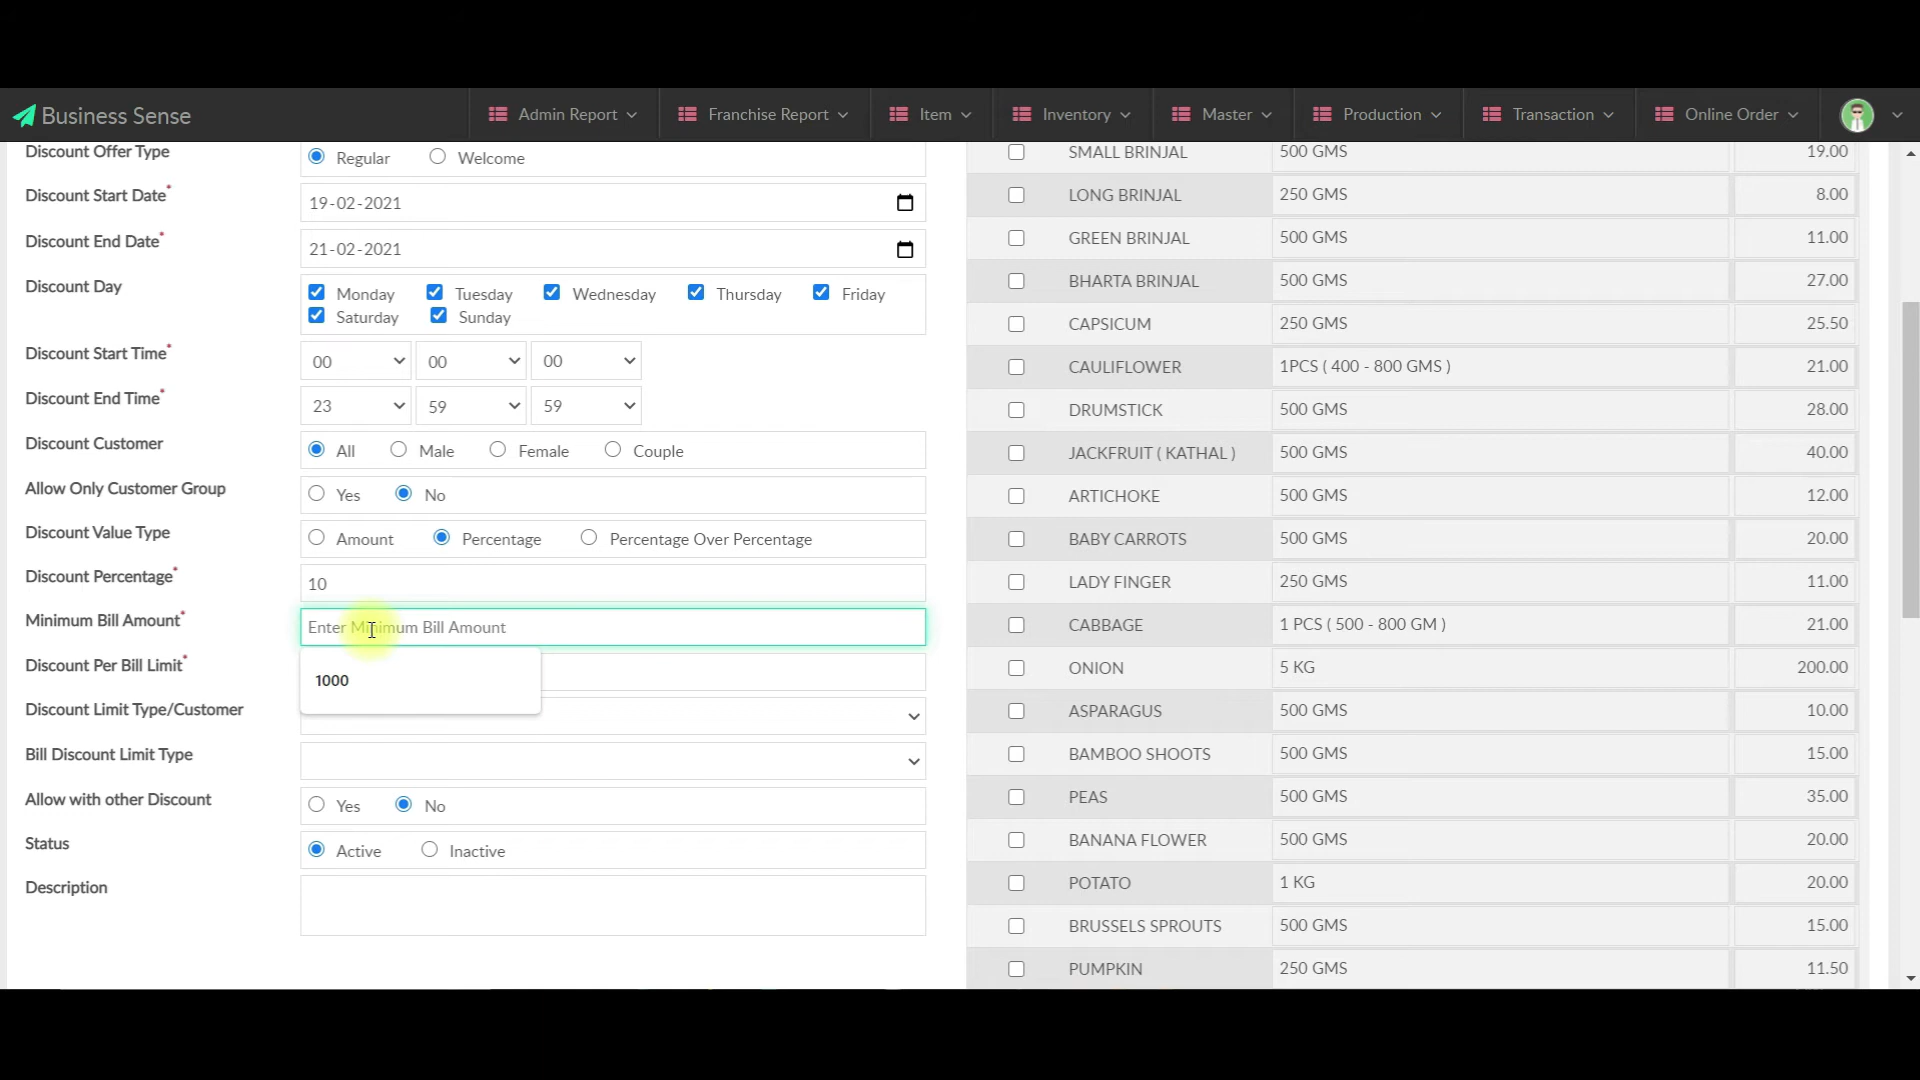 Business Sense
Admin Report
Franchise Report
Item
Inventory
Master
Production
Transaction
Online Order
Discount Offer Type
Regular Welcome
Discount Start Date*
19-02-2021
Discount End Date*
21-02-2021
Discount Day
Monday Tuesday Wednesday Thursday Friday
Saturday Sunday
Discount Start Time*
00 00 00
Discount End Time*
23 59 59
Discount Customer
All Male Female Couple
Allow Only Customer Group
Yes No
Discount Value Type
Amount Percentage Percentage Over Percentage
Discount Percentage*
10
Minimum Bill Amount*
Enter Minimum Bill Amount
1000
Discount Per Bill Limit*
Discount Limit Type/Customer
Bill Discount Limit Type
Allow with other Discount
Yes No
Status
Active Inactive
Description
SMALL BRINJAL 500 GMS 19.00
LONG BRINJAL 250 GMS 8.00
GREEN BRINJAL 500 GMS 11.00
BHARTA BRINJAL 500 GMS 27.00
CAPSICUM 250 GMS 25.50
CAULIFLOWER 1PCS ( 400 - 800 GMS ) 21.00
DRUMSTICK 500 GMS 28.00
JACKFRUIT ( KATHAL ) 500 GMS 40.00
ARTICHOKE 500 GMS 12.00
BABY CARROTS 500 GMS 20.00
LADY FINGER 250 GMS 11.00
CABBAGE 1 PCS ( 500 - 800 GM ) 21.00
ONION 5 KG 200.00
ASPARAGUS 500 GMS 10.00
BAMBOO SHOOTS 500 GMS 15.00
PEAS 500 GMS 35.00
BANANA FLOWER 500 GMS 20.00
POTATO 1 KG 20.00
BRUSSELS SPROUTS 500 GMS 15.00
PUMPKIN 250 GMS 11.50